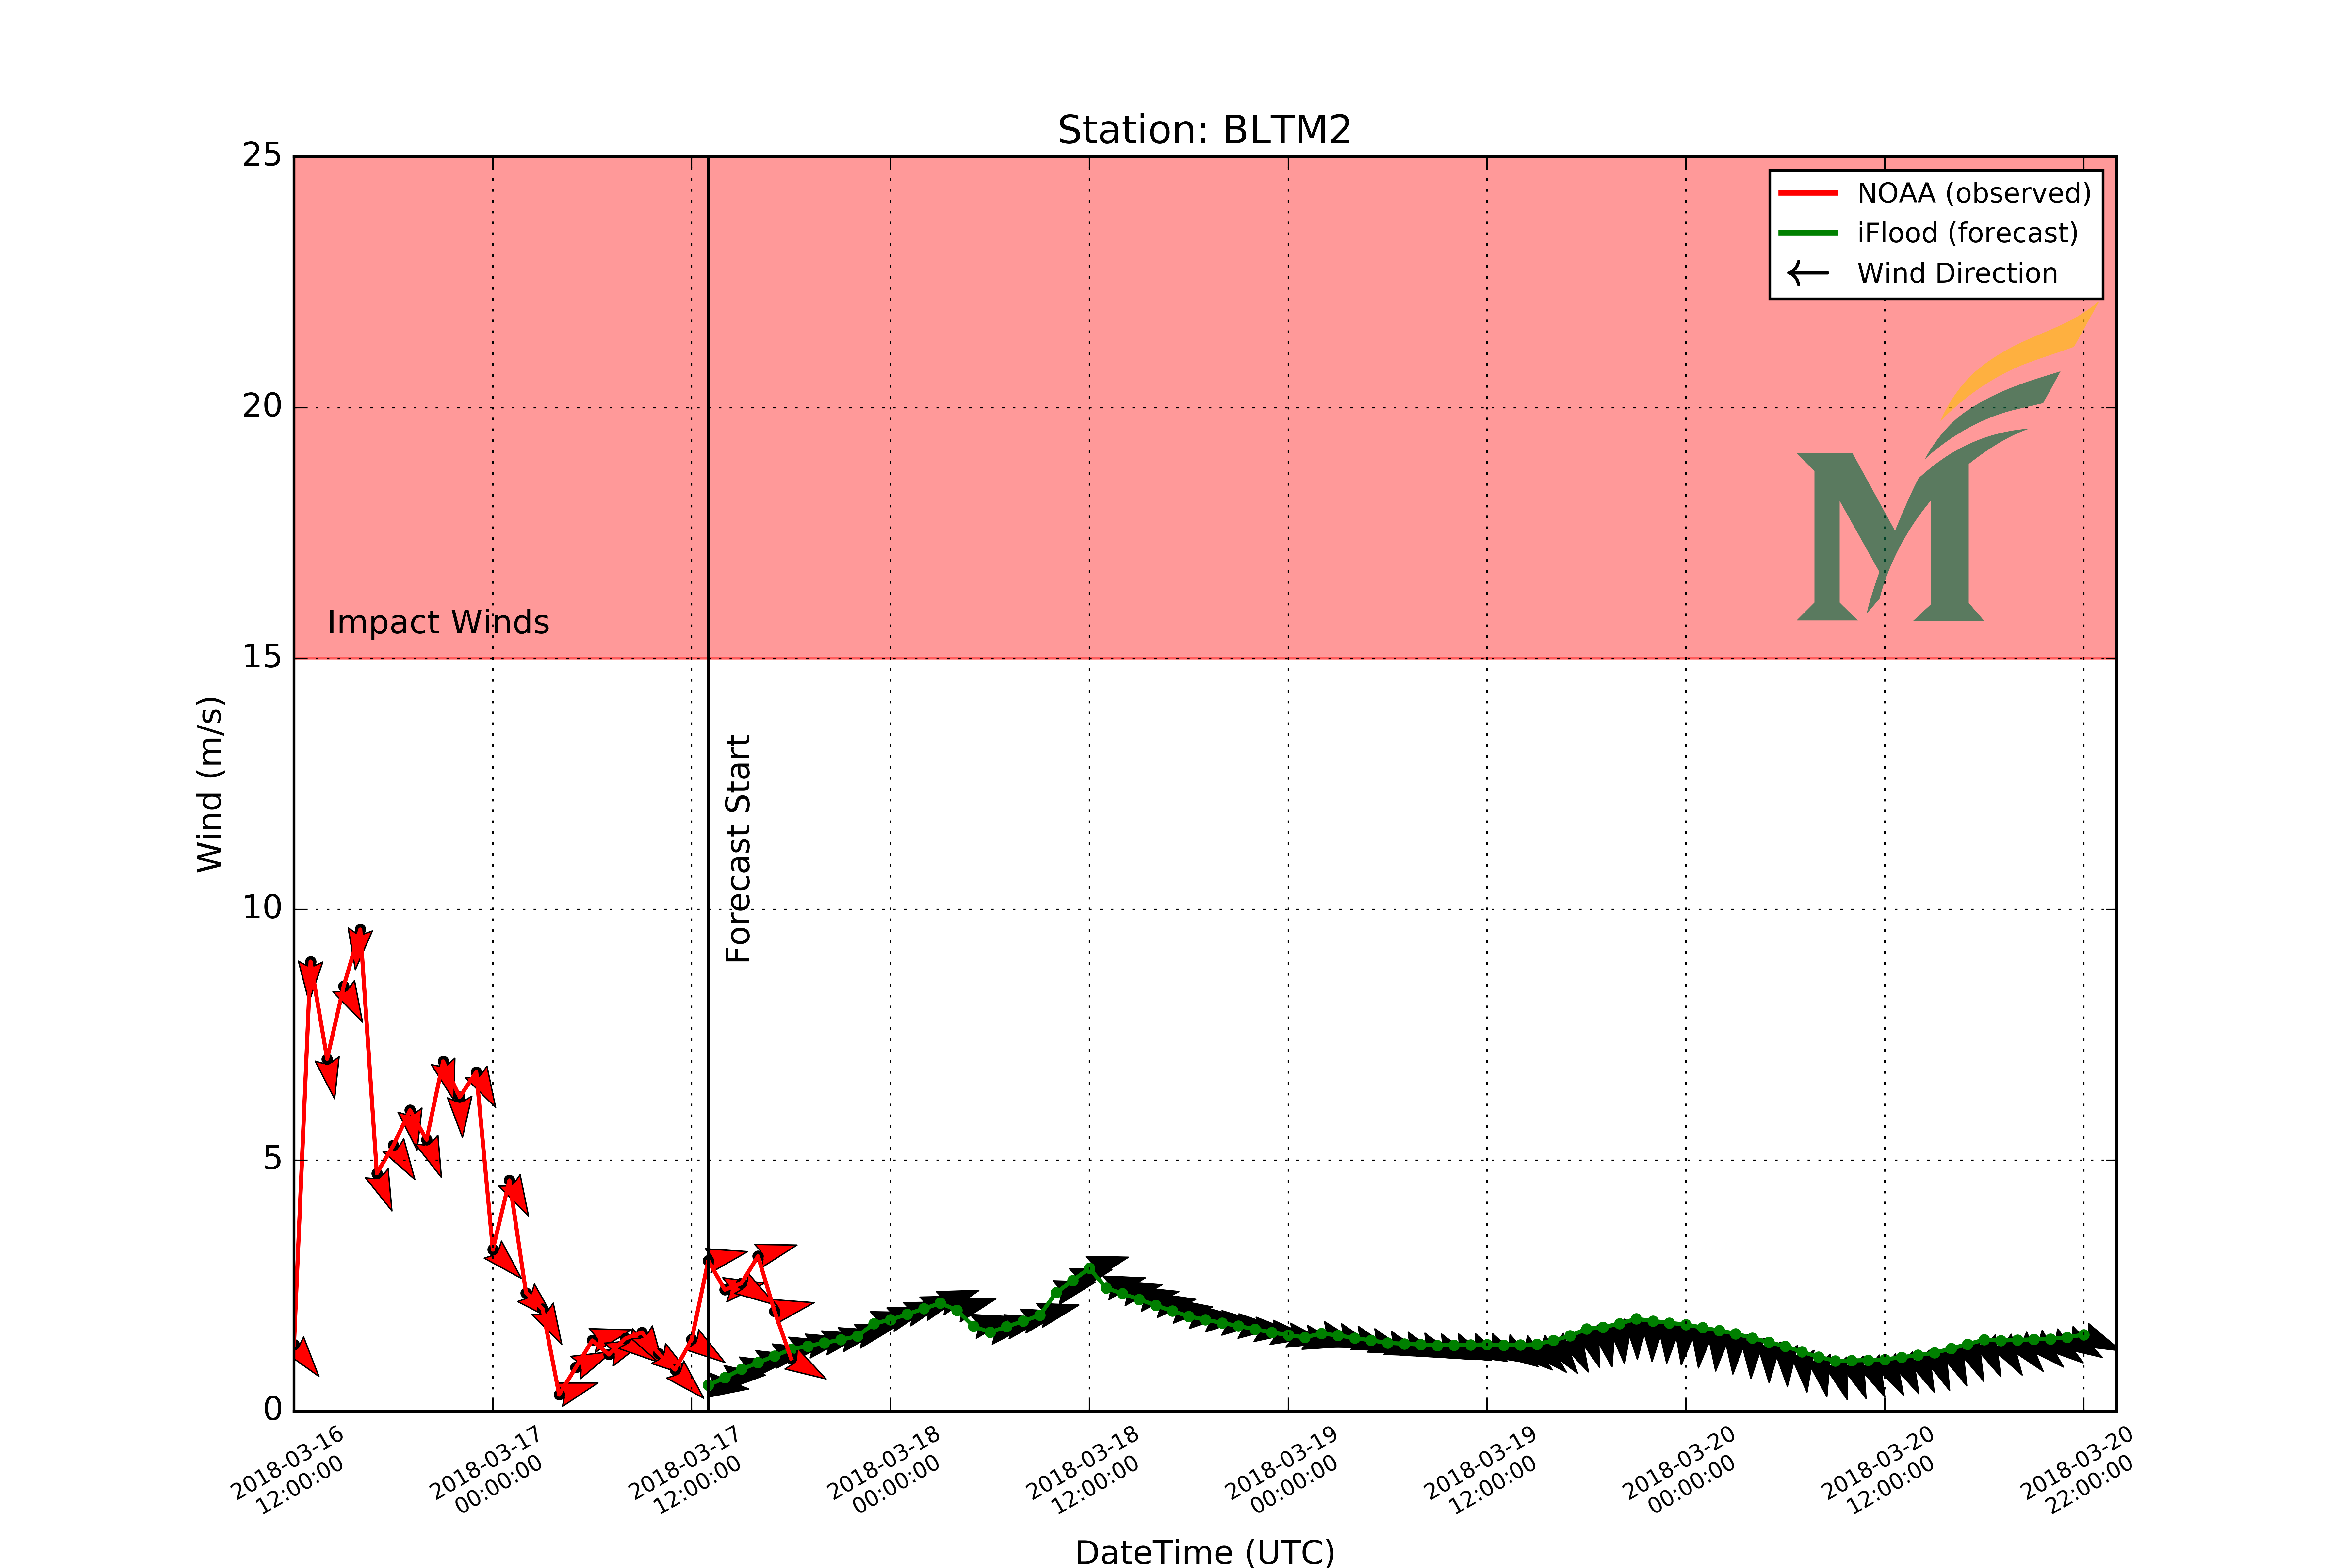 Station: BLTM2
25
20
15
10
5
0
Wind (m/s)
NOAA (observed)
iFlood (forecast)
Wind Direction
M
Impact Winds
Forecast Start
2018-03-16
12:00:00
2018-03-17
00:00:00
2018-03-17
12:00:00
2018-03-18
00:00:00
2018-03-18
12:00:00
2018-03-19
00:00:00
2018-03-19
12:00:00
2018-03-20
00:00:00
2018-03-20
12:00:00
2018-03-20
22:00:00
DateTime (UTC)